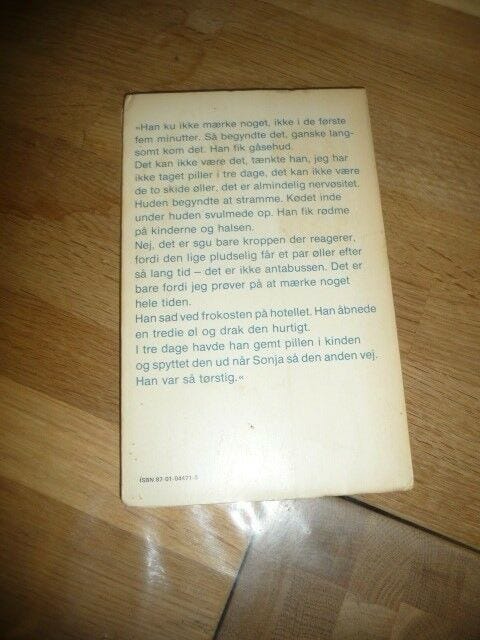 »Han ku ikke mærke noget, ikke i de første
fem minutter. Så begyndte det, ganske lang-
somt kom det. Han fik gåsehud.
Det kan ikke være det, tænkte han, jeg har
ikke taget piller i tre dage, det kan ikke være
de to skide øller, det er almindelig nervøsitet.
Huden begyndte at stramme. Kødet inde
under huden svulmede op. Han fik rødme
på kinderne og halsen.
Nej, det er sgu bare kroppen der reagerer,
fordi den lige pludselig får et par øller efter
så lang tid – det er ikke antabussen. Det er
bare fordi jeg prøver på at mærke noget
hele tiden.
Han sad ved frokosten på hotellet. Han åbnede
en tredie øl og drak den hurtigt.
I tre dage havde han gemt pillen i kinden
og spyttet den ud når Sonja så den anden vej.
Han var så tørstig.«
ISBN 87-01-94471-5